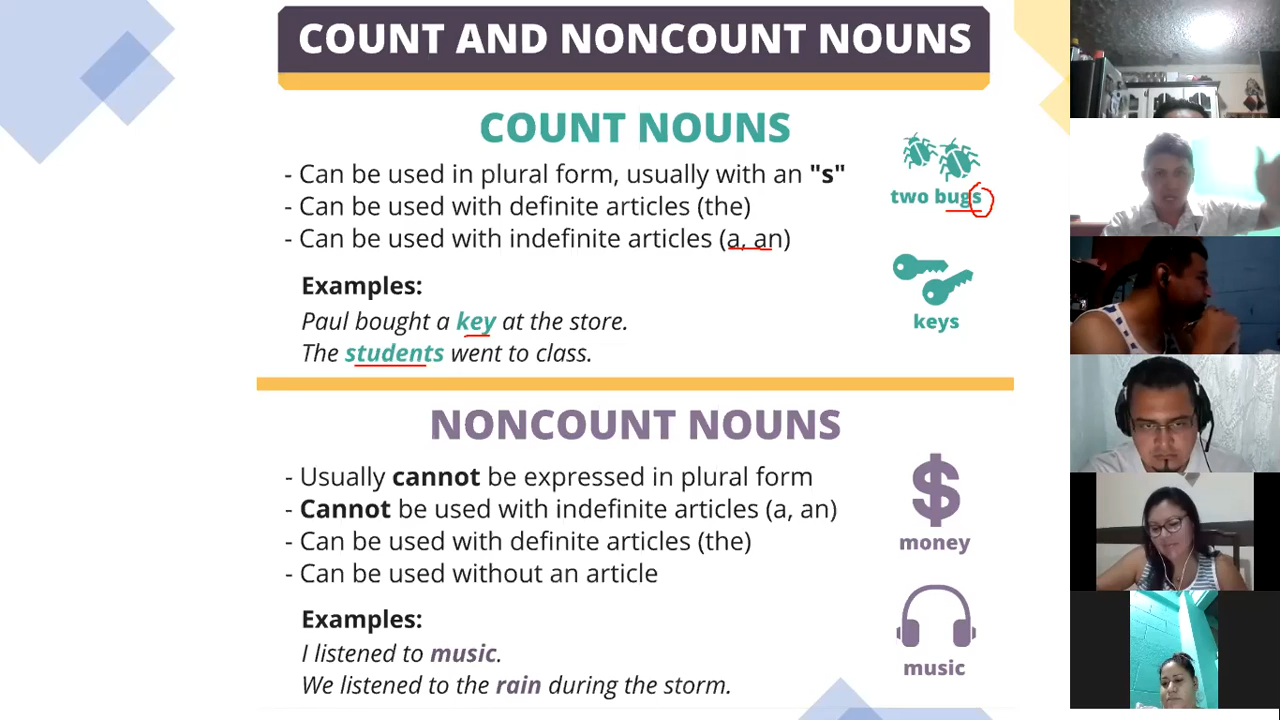 COUNT AND NONCOUNT NOUNS
COUNT NOUNS
- Can be used in plural form, usually with an "s"
- Can be used with definite articles (the)
- Can be used with indefinite articles (a, an)
two bugs
Examples:
Paul bought a key at the store.
The students went to class.
keys
NONCOUNT NOUNS
- Usually cannot be expressed in plural form
- Cannot be used with indefinite articles (a, an)
- Can be used with definite articles (the)
- Can be used without an article
$
money
Examples:
I listened to music.
We listened to the rain during the storm.
music